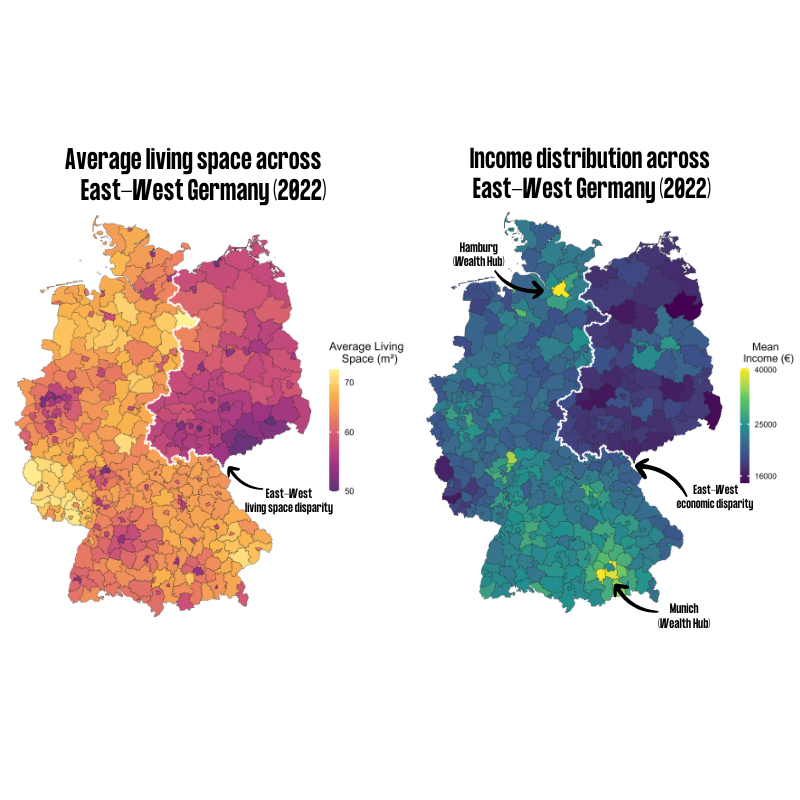 Average living space across
East-West Germany (2022)
Average Living
Space (m²)
70
60
50
East-West
living space disparity
Income distribution across
East-West Germany (2022)
Hamburg
(Wealth Hub)
Mean
Income (€)
40000
25000
16000
East-West
economic disparity
Munich
(Wealth Hub)